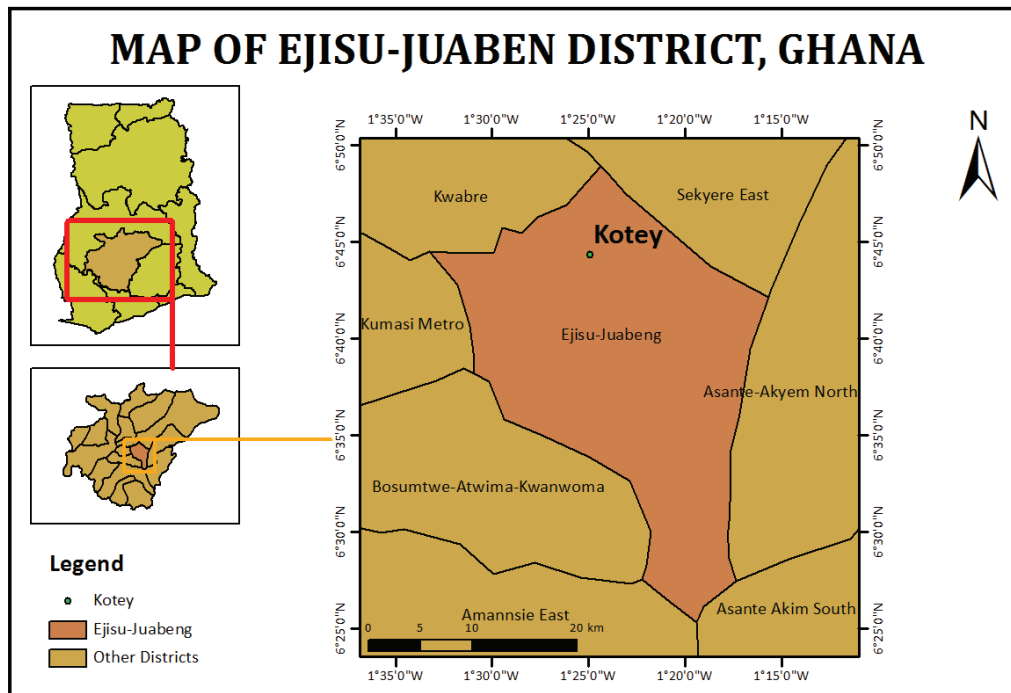 MAP OF EJISU-JUABEN DISTRICT, GHANA
1°35'0"W 1°30'0"W 1°25'0"W 1°20'0"W 1°15'0"W
N
6°50'0"N 6°50'0"N
Kwabre
Sekyere East
Kotey
6°45'0"N 6°45'0"N
Kumasi Metro
Ejisu-Juabeng
6°40'0"N 6°40'0"N
Asante-Akyem North
6°35'0"N 6°35'0"N
Bosumtwe-Atwima-Kwanwoma
6°30'0"N 6°30'0"N
Amannsie East
Asante Akim South
0 5 10 20 km
6°25'0"N 6°25'0"N
1°35'0"W 1°30'0"W 1°25'0"W 1°20'0"W 1°15'0"W
Legend
Kotey
Ejisu-Juabeng
Other Districts